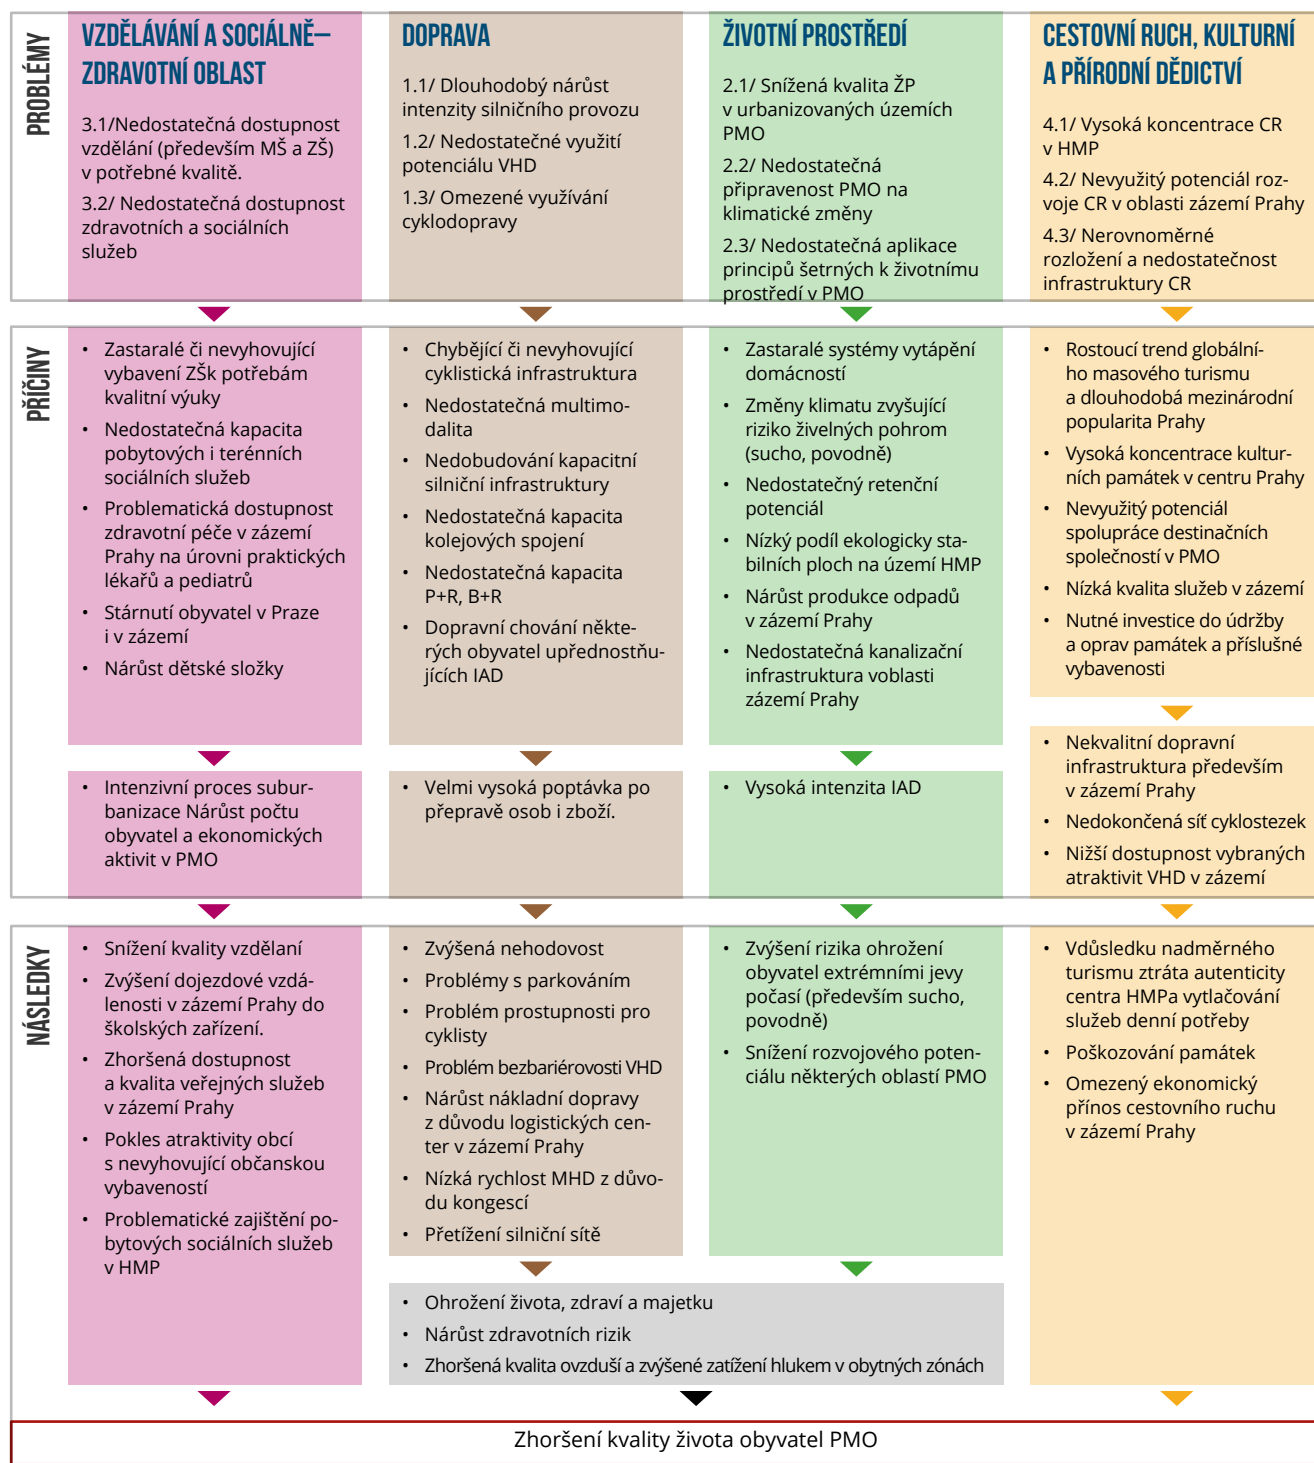 PROBLÉMY
VZDĚLÁVÁNÍ A SOCIÁLNĚ–
ZDRAVOTNÍ OBLAST
3.1/Nedostatečná dostupnost
vzdělání (především MŠ a ZŠ)
v potřebné kvalitě.
3.2/ Nedostatečná dostupnost
zdravotních a sociálních
služeb
DOPRAVA
1.1/ Dlouhodobý nárůst
intenzity silničního provozu
1.2/ Nedostatečné využití
potenciálu VHD
1.3/ Omezené využívání
cyklodopravy
ŽIVOTNÍ PROSTŘEDÍ
2.1/ Snížená kvalita ŽP
v urbanizovaných územích
PMO
2.2/ Nedostatečná
připravenost PMO na
klimatické změny
2.3/ Nedostatečná aplikace
principů šetrných k životnímu
prostředí v PMO
CESTOVNÍ RUCH, KULTURNÍ
A PŘÍRODNÍ DĚDICTVÍ
4.1/ Vysoká koncentrace CR
v HMP
4.2/ Nevyužitý potenciál roz-
voje CR v oblasti zázemí Prahy
4.3/ Nerovnoměrné
rozložení a nedostatečnost
infrastruktury CR
PŘÍČINY
• Zastaralé či nevyhovující
vybavení ZŠk potřebám
kvalitní výuky
• Nedostatečná kapacita
pobytových i terénních
sociálních služeb
• Problematická dostupnost
zdravotní péče v zázemí
Prahy na úrovni praktických
lékařů a pediatrů
• Stárnutí obyvatel v Praze
i v zázemí
• Nárůst dětské složky
• Intenzivní proces subur-
banizace Nárůst počtu
obyvatel a ekonomických
aktivit v PMO
• Chybějící či nevyhovující
cyklistická infrastruktura
• Nedostatečná multimo-
dalita
• Nedobudování kapacitní
silniční infrastruktury
• Nedostatečná kapacita
kolejových spojení
• Nedostatečná kapacita
P+R, B+R
• Dopravní chování někte-
rých obyvatel upřednostňu-
jících IAD
• Velmi vysoká poptávka po
přepravě osob i zboží.
• Zastaralé systémy vytápění
domácností
• Změny klimatu zvyšující
riziko živelných pohrom
(sucho, povodně)
• Nedostatečný retenční
potenciál
• Nízký podíl ekologicky sta-
bilních ploch na území HMP
• Nárůst produkce odpadů
v zázemí Prahy
• Nedostatečná kanalizační
infrastruktura voblasti
zázemí Prahy
• Vysoká intenzita IAD
• Rostoucí trend globální-
ho masového turismu
a dlouhodobá mezinárodní
popularita Prahy
• Vysoká koncentrace kultur-
ních památek v centru Prahy
• Nevyužitý potenciál
spolupráce destinačních
společností v PMO
• Nízká kvalita služeb v zázemí
• Nutné investice do údržby
a oprav památek a příslušné
vybavenosti
• Nekvalitní dopravní
infrastruktura především
v zázemí Prahy
• Nedokončená síť cyklostezek
• Nižší dostupnost vybraných
atraktivit VHD v zázemí
NÁSLEDKY
• Snížení kvality vzdělaní
• Zvýšení dojezdové vzdá-
lenosti v zázemí Prahy do
školských zařízení.
• Zhoršená dostupnost
a kvalita veřejných služeb
v zázemí Prahy
• Pokles atraktivity obcí
s nevyhovující občanskou
vybaveností
• Problematické zajištění po-
bytových sociálních služeb
v HMP
• Zvýšená nehodovost
• Problémy s parkováním
• Problém prostupnosti pro
cyklisty
• Problém bezbariérovosti VHD
• Nárůst nákladní dopravy
z důvodu logistických cen-
ter v zázemí Prahy
• Nízká rychlost MHD z důvo-
du kongescí
• Přetížení silniční sítě
• Zvýšení rizika ohrožení
obyvatel extrémními jevy
počasí (především sucho,
povodně)
• Snížení rozvojového poten-
ciálu některých oblastí PMO
• Vdůsledku nadměrného
turismu ztráta autenticity
centra HMPa vytlačování
služeb denní potřeby
• Poškozování památek
• Omezený ekonomický
přínos cestovního ruchu
v zázemí Prahy
• Ohrožení života, zdraví a majetku
• Nárůst zdravotních rizik
• Zhoršená kvalita ovzduší a zvýšené zatížení hlukem v obytných zónách
Zhoršení kvality života obyvatel PMO